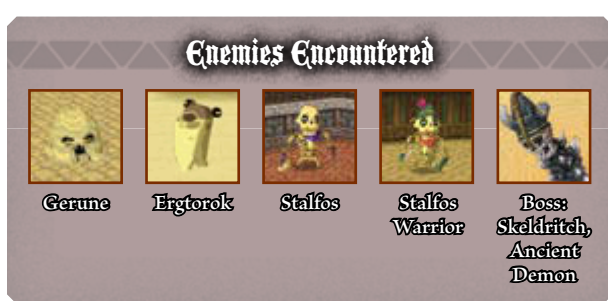 Enemies Encountered
Gerune
Ergtorok
Stalfos
Stalfos
Warrior
Boss:
Skeldritch,
Ancient
Demon